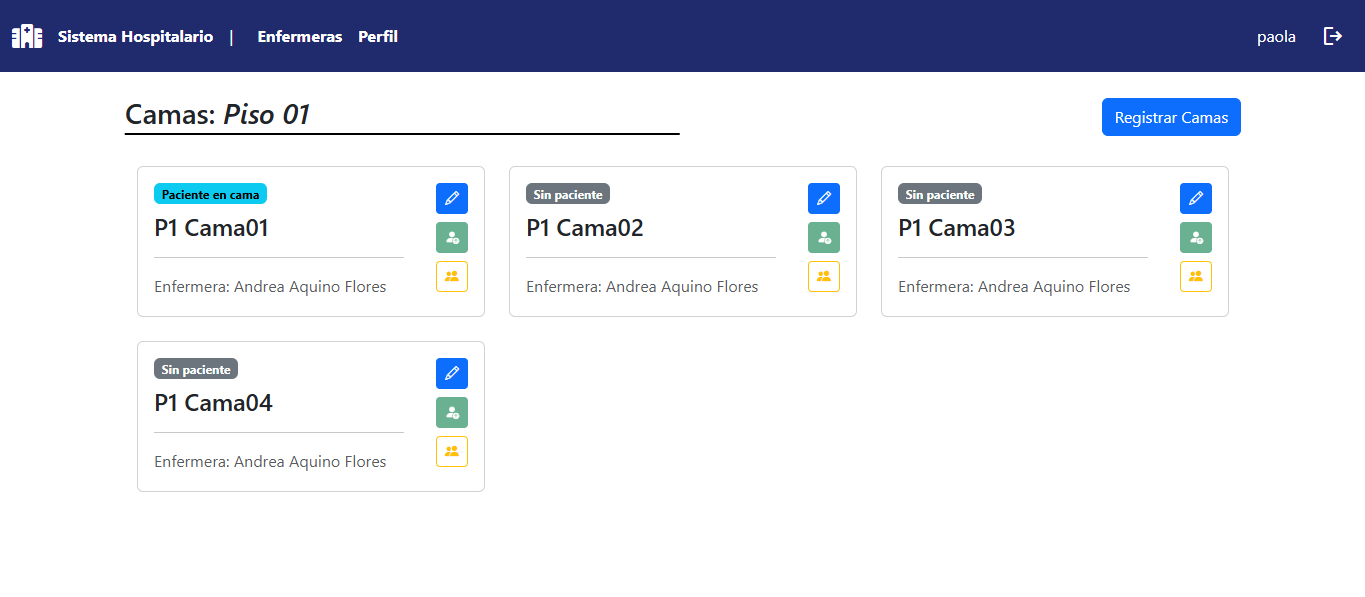 Sistema Hospitalario | Enfermeras Perfil paola
Camas: Piso 01
Registrar Camas
Paciente en cama
P1 Cama01
Enfermera: Andrea Aquino Flores
Sin paciente
P1 Cama02
Enfermera: Andrea Aquino Flores
Sin paciente
P1 Cama03
Enfermera: Andrea Aquino Flores
Sin paciente
P1 Cama04
Enfermera: Andrea Aquino Flores